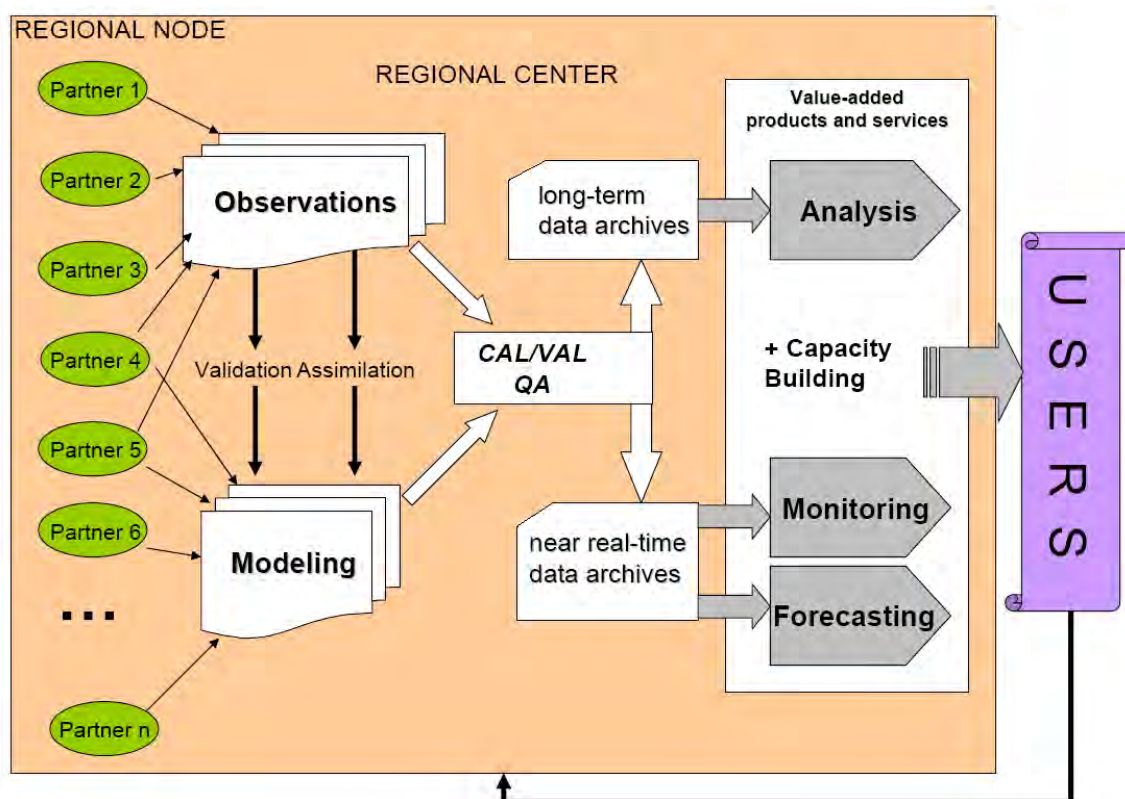 REGIONAL NODE
REGIONAL CENTER
Partner 1
Partner 2
Partner 3
Partner 4
Partner 5
Partner 6
...
Partner n
Observations
Validation Assimilation
Modeling
CAL/VAL
QA
long-term
data archives
near real-time
data archives
Value-added
products and services
Analysis
+ Capacity
Building
Monitoring
Forecasting
USERS